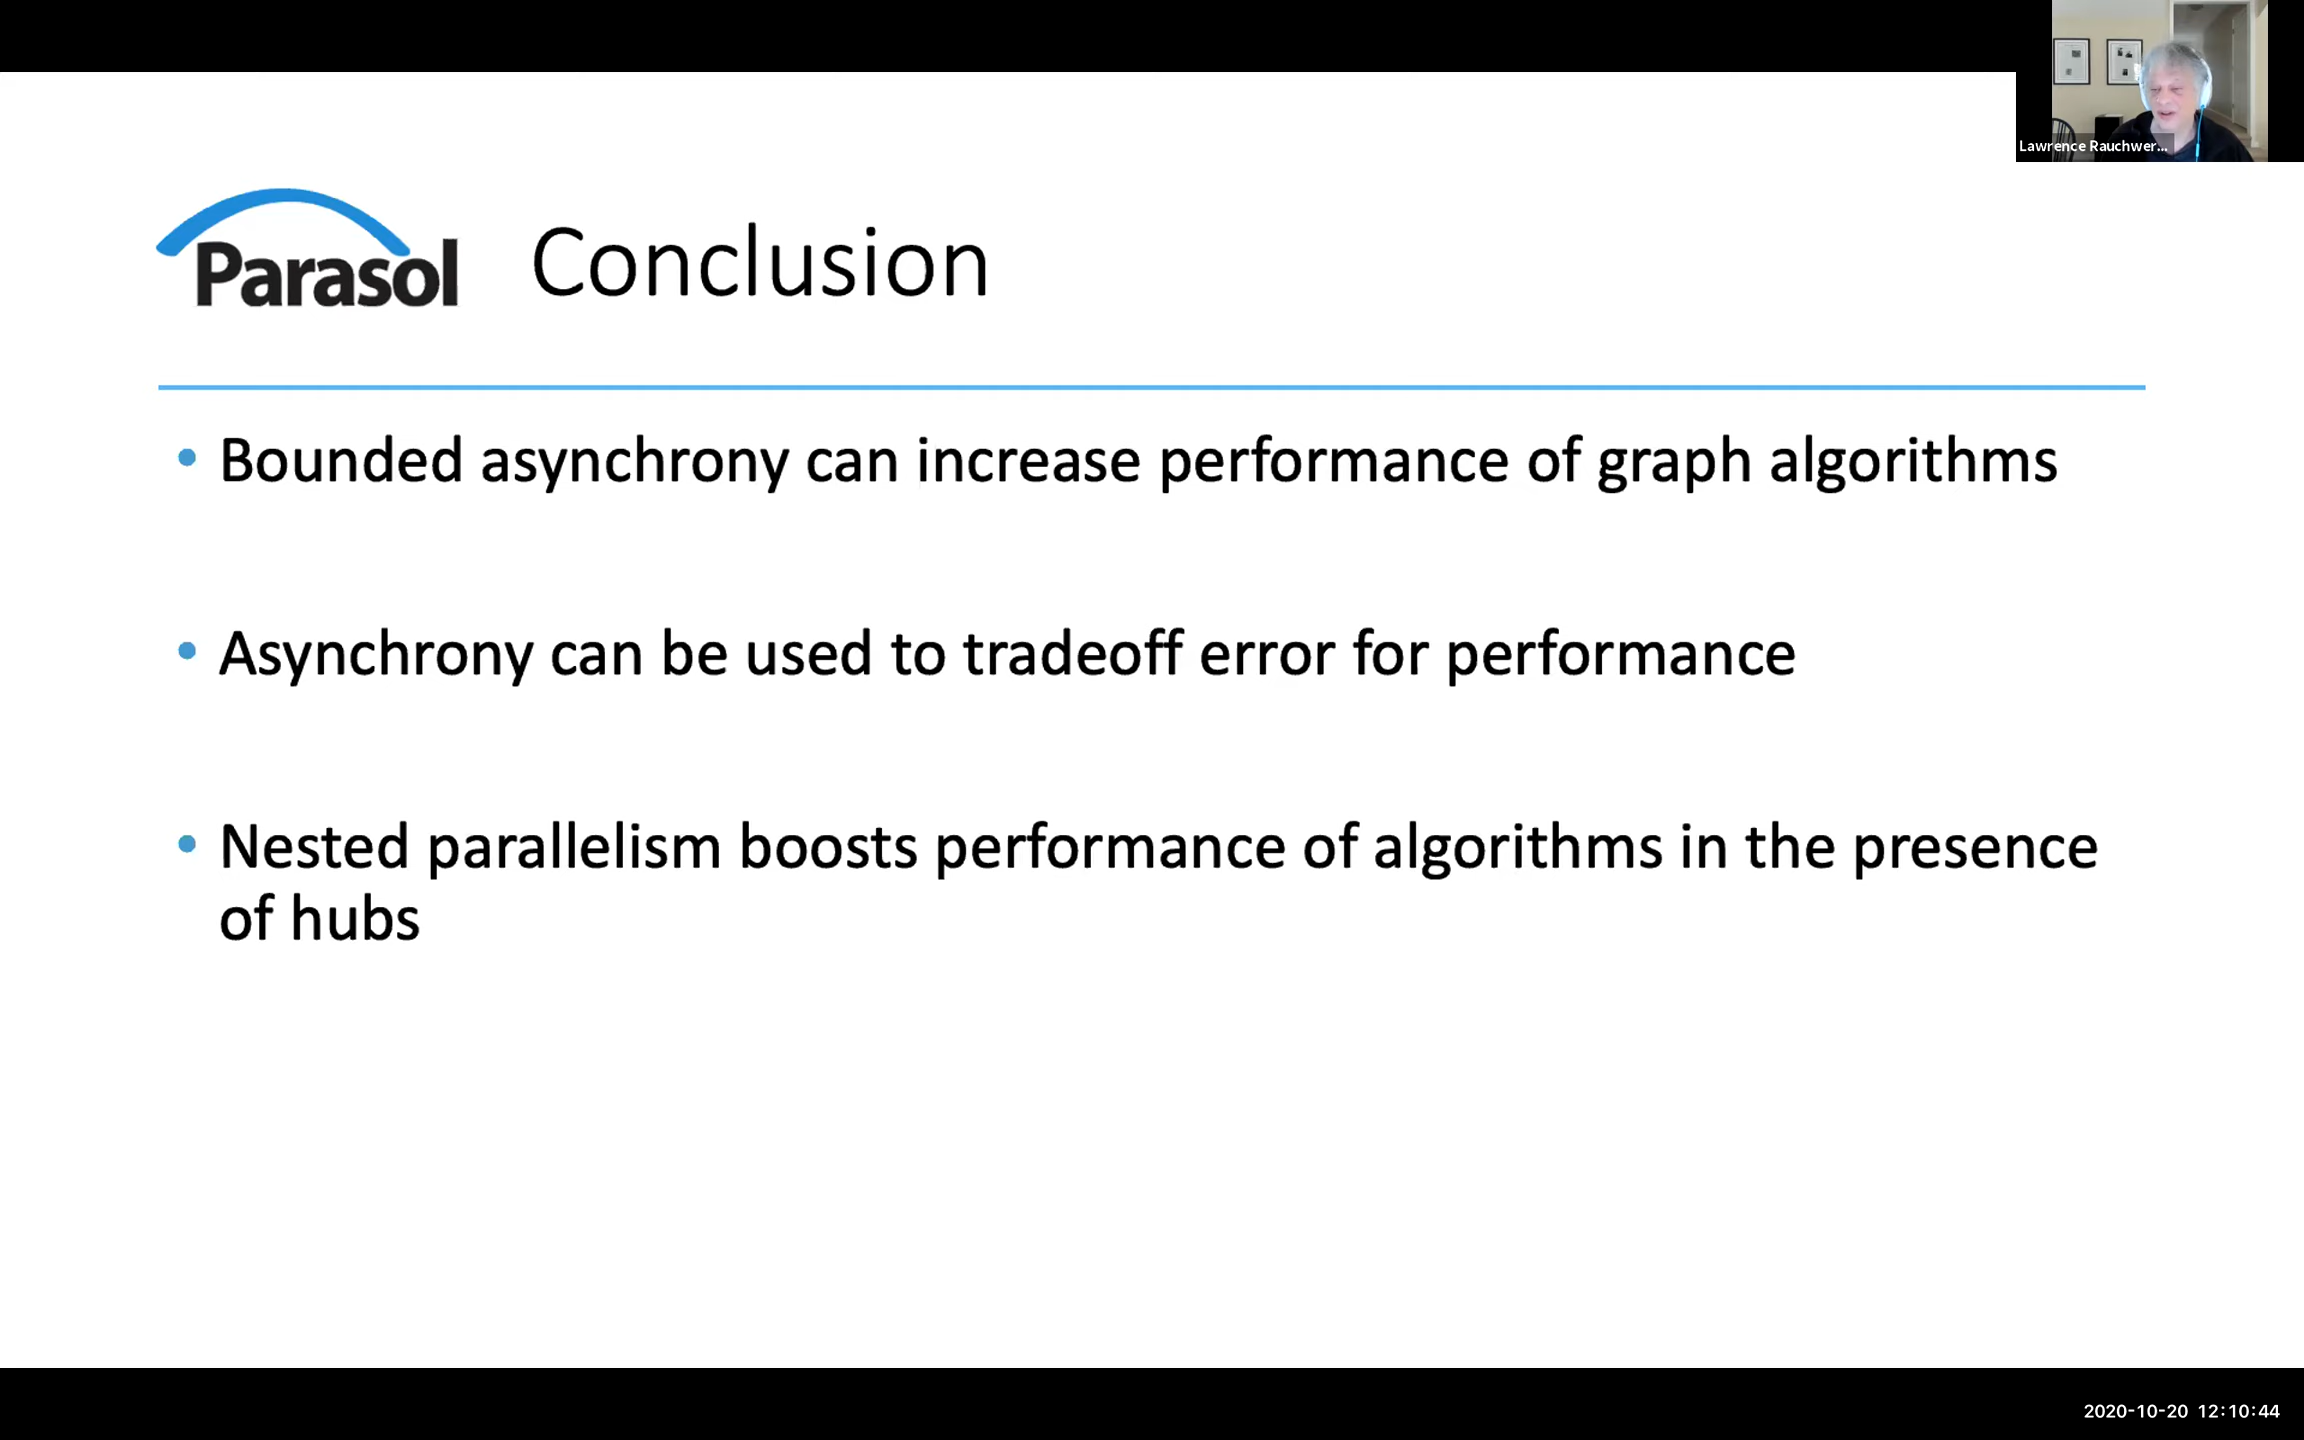 Lawrence Rauchwer...
Parasol
Conclusion
• Bounded asynchrony can increase performance of graph algorithms
• Asynchrony can be used to tradeoff error for performance
• Nested parallelism boosts performance of algorithms in the presence
of hubs
2020-10-20 12:10:44